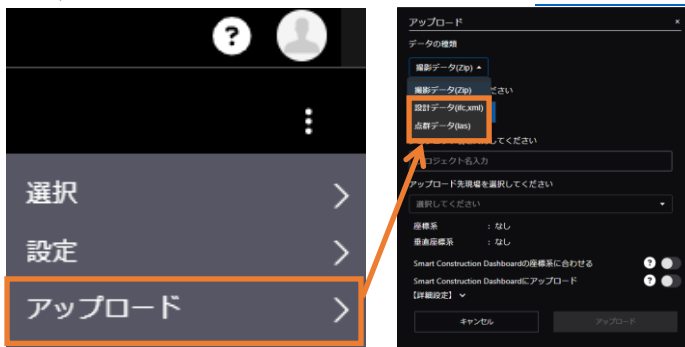 ?
選択
設定
アップロード
アップロード
×
データの種類
撮影データ(Zip)
撮影データ(Zip)
ださい
設計データ(ifc,xml)
点群データ(las)
してください
ロジェクト名入力
アップロード先現場を選択してください
選択してください
座標系 : なし
垂直座標系 : なし
Smart Construction Dashboardの座標系に合わせる ?
Smart Construction Dashboardにアップロード ?
【詳細設定】
キャンセル
アップロード